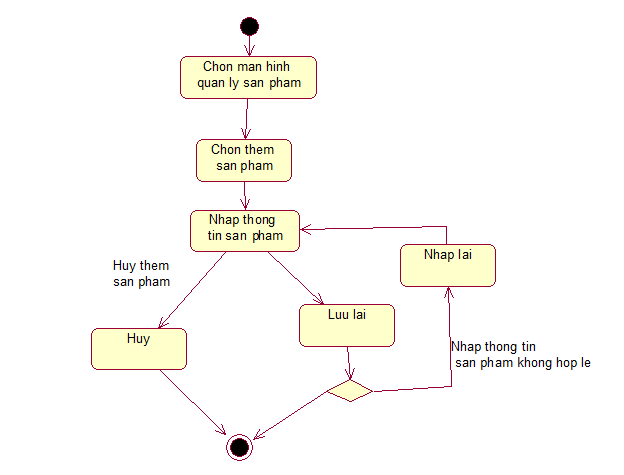 Chon man hinh
quan ly san pham
Chon them
san pham
Nhap thong
tin san pham
Nhap lai
Huy them
san pham
Luu lai
Huy
Nhap thong tin
san pham khong hop le